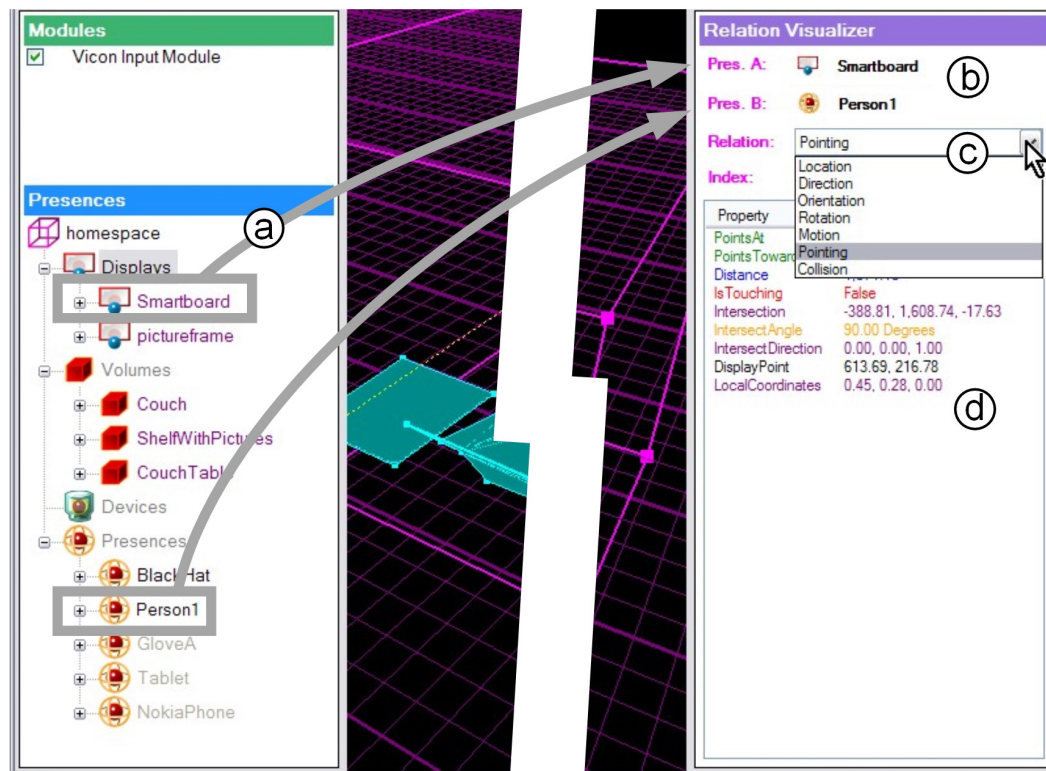 Modules
Vicon Input Module
Presences
homespace
Displays
Smartboard
pictureframe
Volumes
Couch
ShelfWithPictures
CouchTable
Devices
Presences
BlackHat
Person1
GloveA
Tablet
NokiaPhone
a
Relation Visualizer
Pres. A: Smartboard
b
Pres. B: Person1
Relation: Pointing
c
Location
Index:
Direction
Orientation
Rotation
Motion
Pointing
Collision
Property
PointsAt
PointsToward
Distance
IsTouching False
Intersection -388.81, 1,608.74, -17.63
IntersectAngle 90.00 Degrees
IntersectDirection 0.00, 0.00, 1.00
DisplayPoint 613.69, 216.78
LocalCoordinates 0.45, 0.28, 0.00
d